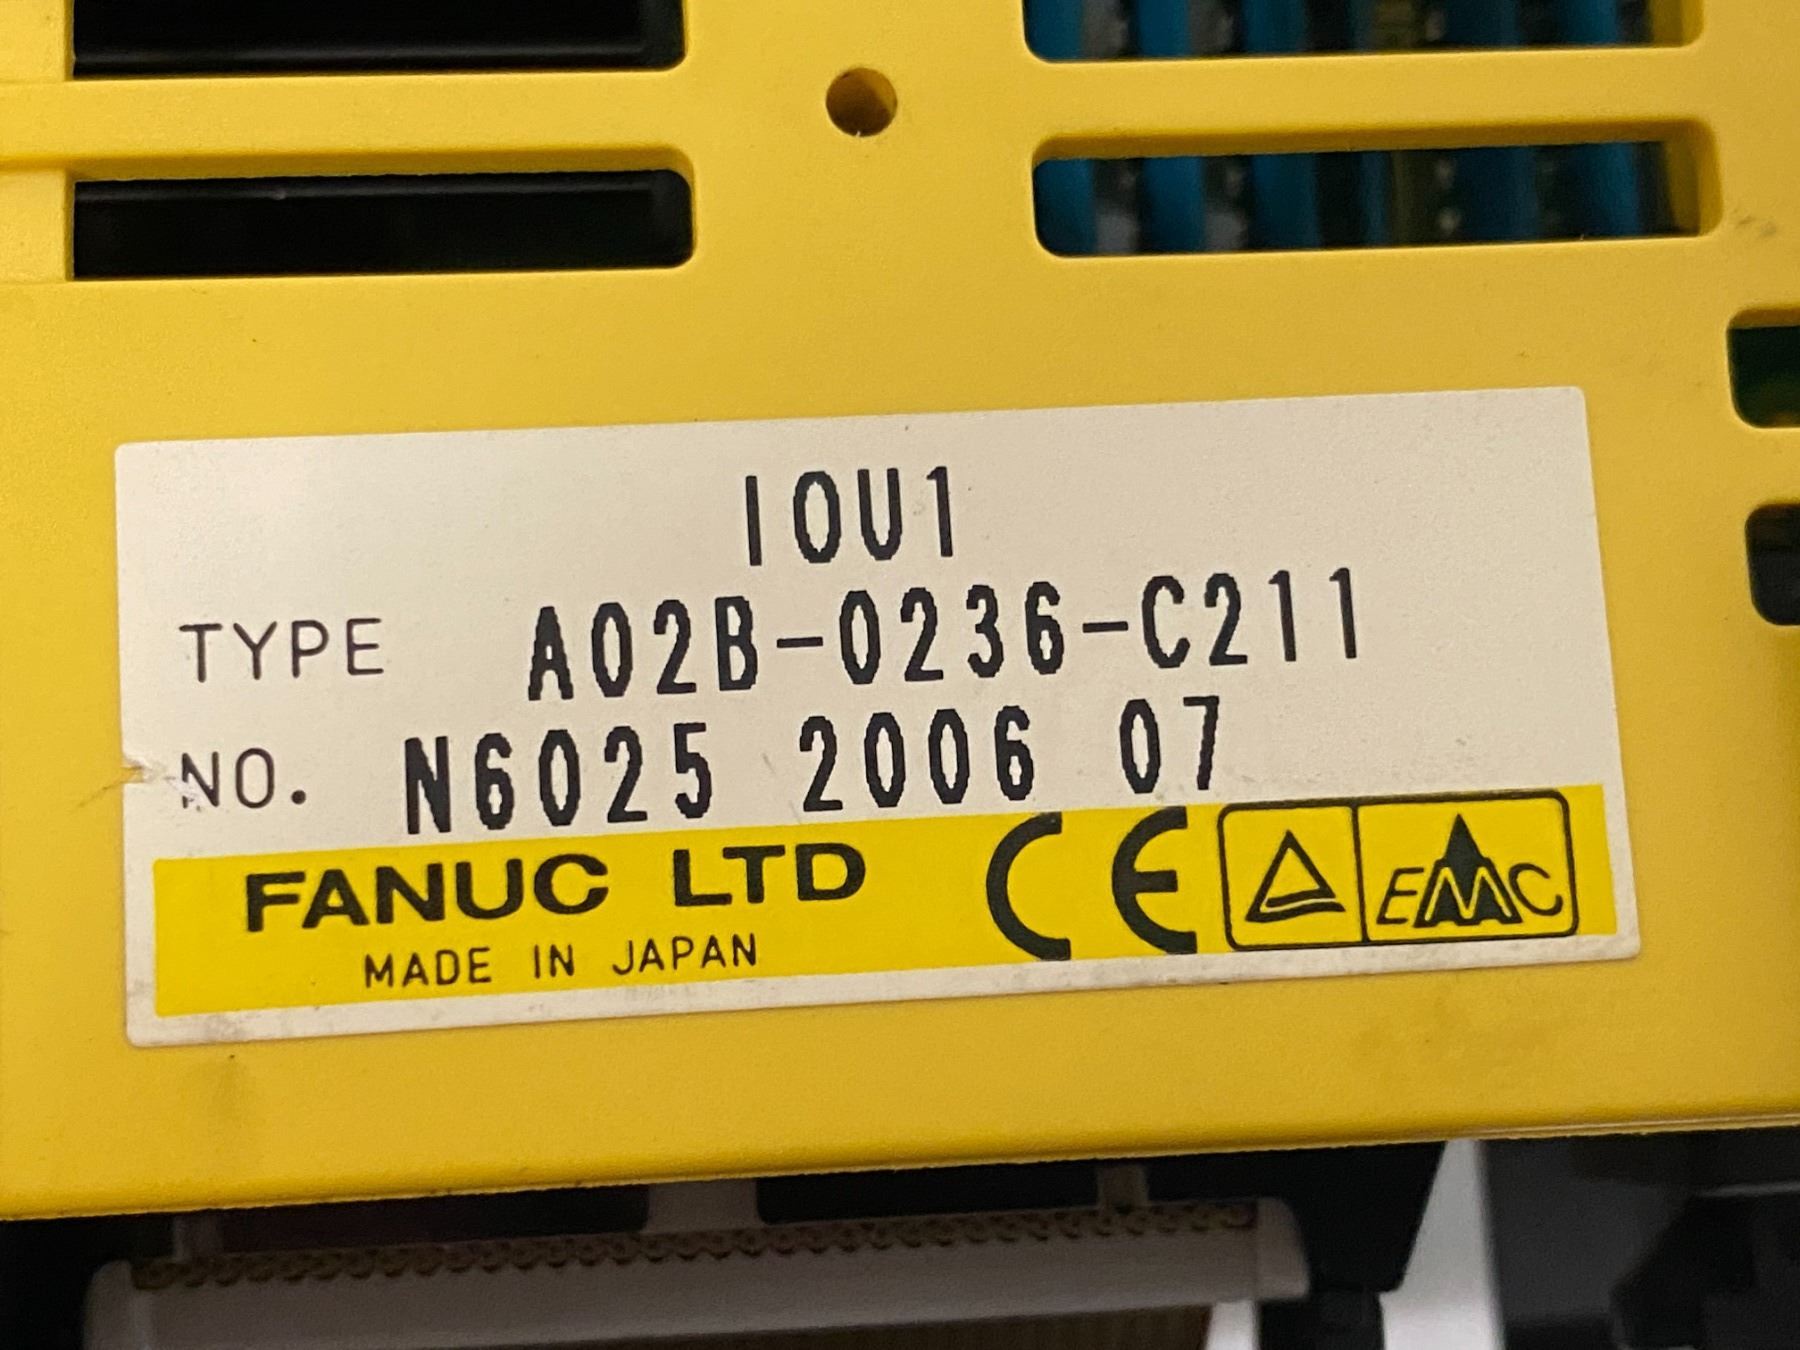 IOU1
TYPE A02B-0236-C211
NO. N6025 2006 07
FANUC LTD CE EMC
MADE IN JAPAN